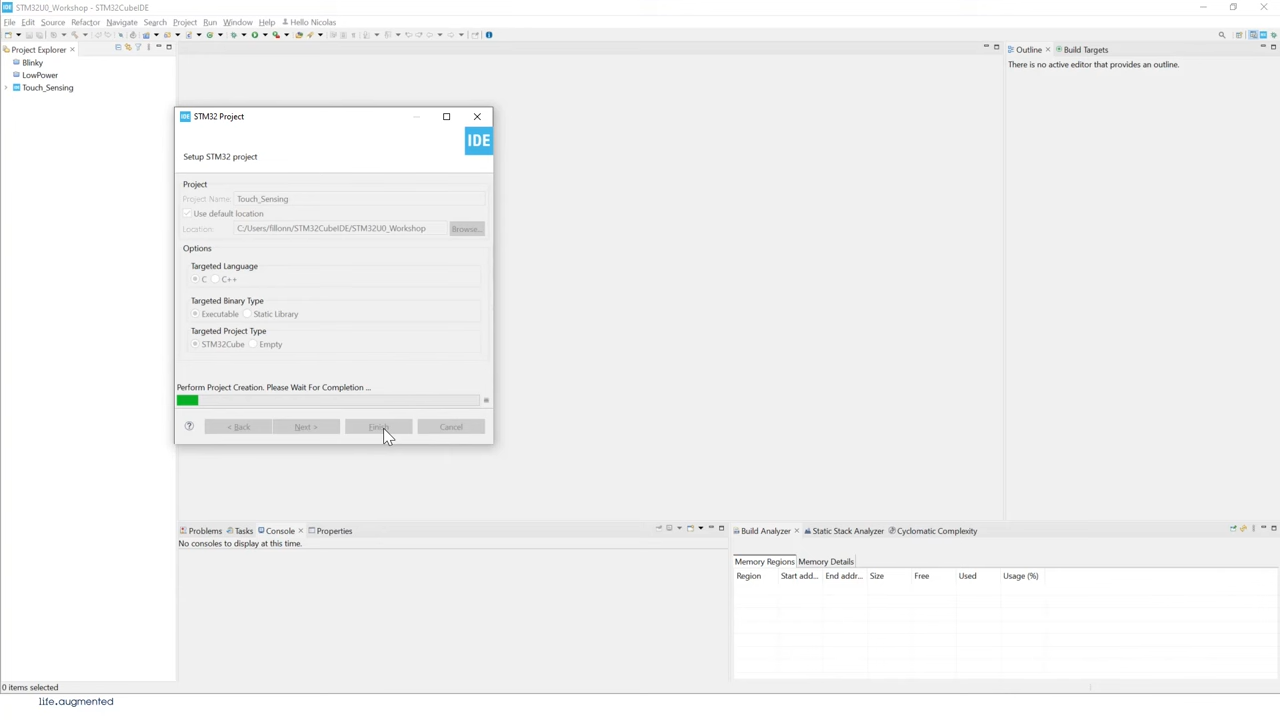 STM32U0_Workshop - STM32CubeIDE
File Edit Source Refactor Navigate Search Project Run Window Help Hello Nicolas
Project Explorer
Blinky
LowPower
Touch_Sensing
Outline Build Targets
There is no active editor that provides an outline.
IDE STM32 Project
IDE
Setup STM32 project
Project
Project Name: Touch_Sensing
Use default location
Location: C:/Users/fillonn/STM32CubeIDE/STM32U0_Workshop Browse...
Options
Targeted Language
C C++
Targeted Binary Type
Executable Static Library
Targeted Project Type
STM32Cube Empty
Perform Project Creation. Please Wait For Completion ...
? < Back Next > Finish Cancel
Problems Tasks Console Properties
No consoles to display at this time.
Build Analyzer Static Stack Analyzer Cyclomatic Complexity
Memory Regions Memory Details
Region Start add... End addr... Size Free Used Usage (%)
0 items selected
life.augmented